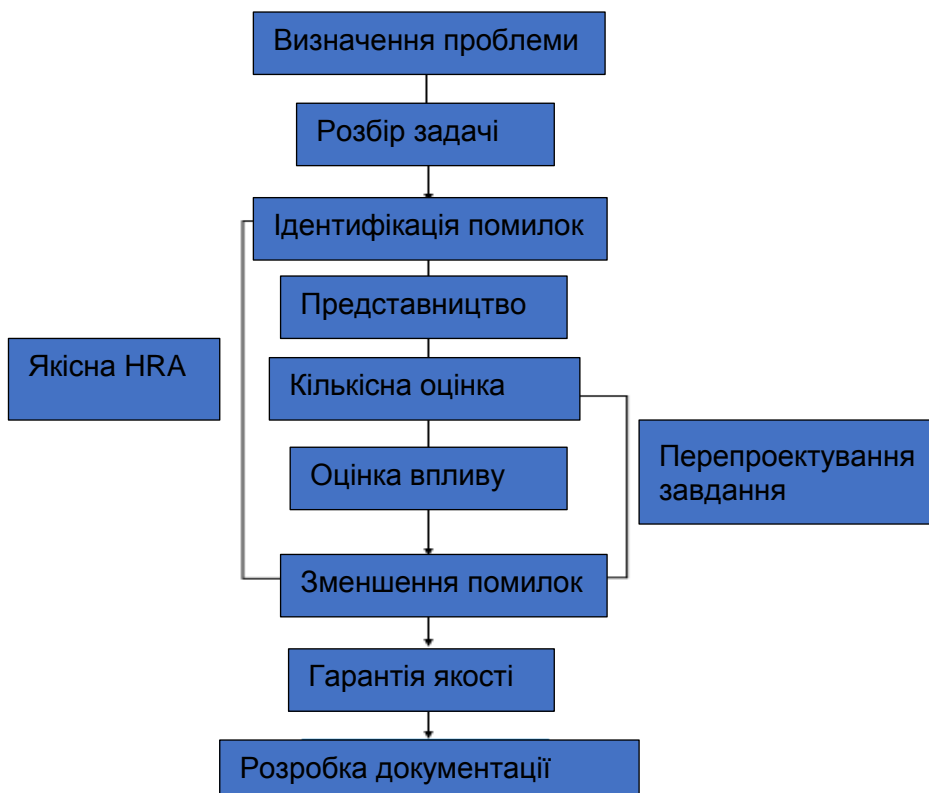 Визначення проблеми
Розбір задачі
Ідентифікація помилок
Представництво
Якісна HRA
Кількісна оцінка
Оцінка впливу
Перепроектування
завдання
Зменшення помилок
Гарантія якості
Розробка документації